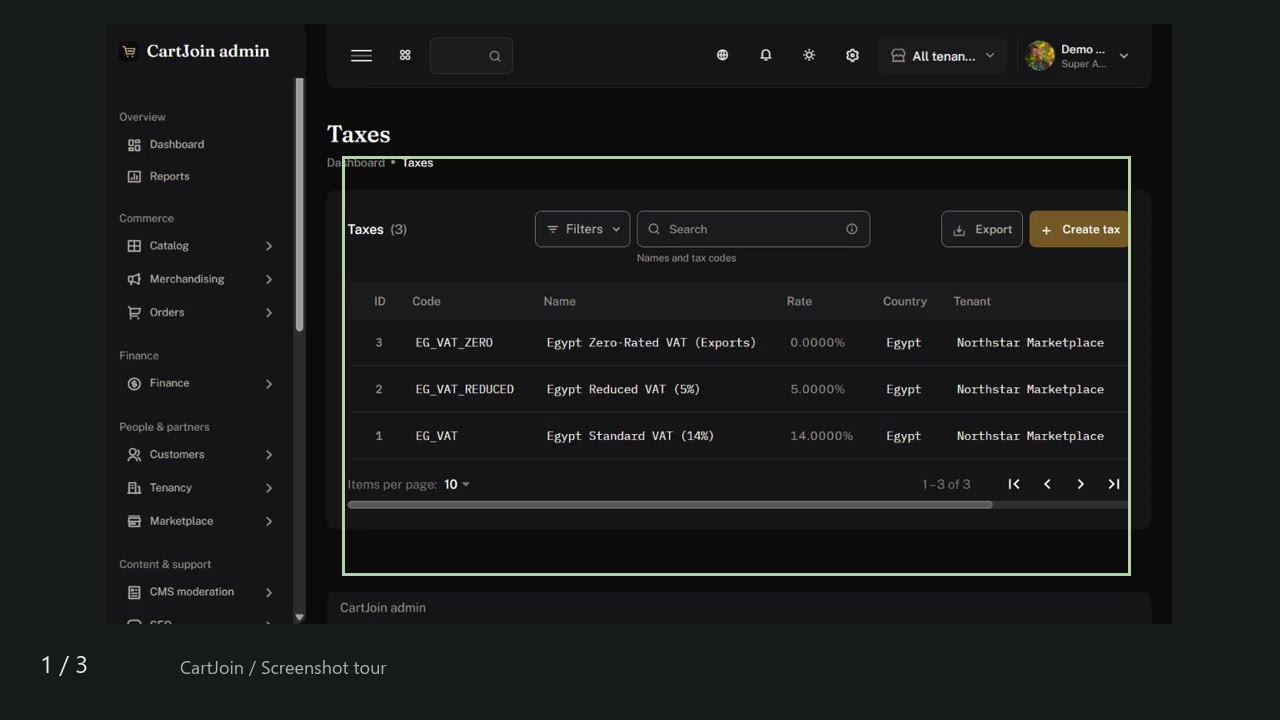 CartJoin admin
All tenan...
Demo ...
Super A...
Overview
Dashboard
Reports
Commerce
Catalog
Merchandising
Orders
Finance
Finance
People & partners
Customers
Tenancy
Marketplace
Content & support
CMS moderation
Taxes
Dashboard • Taxes
Taxes (3)
Filters
Search
Export
+ Create tax
Names and tax codes
ID Code Name Rate Country Tenant
3 EG_VAT_ZERO Egypt Zero-Rated VAT (Exports) 0.0000% Egypt Northstar Marketplace
2 EG_VAT_REDUCED Egypt Reduced VAT (5%) 5.0000% Egypt Northstar Marketplace
1 EG_VAT Egypt Standard VAT (14%) 14.0000% Egypt Northstar Marketplace
Items per page: 10
1–3 of 3
CartJoin admin
1 / 3
CartJoin / Screenshot tour